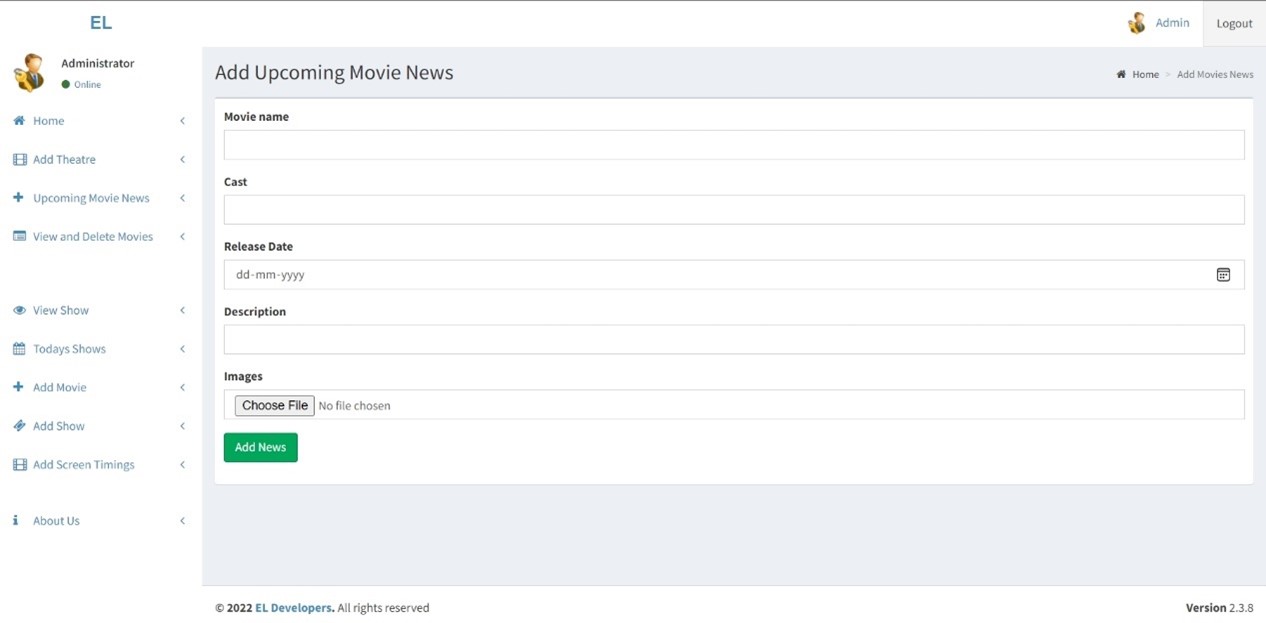 EL
Admin
Logout
Administrator
Online
Home
Add Theatre
Upcoming Movie News
View and Delete Movies
View Show
Todays Shows
Add Movie
Add Show
Add Screen Timings
About Us
Add Upcoming Movie News
Home > Add Movies News
Movie name
Cast
Release Date
dd-mm-yyyy
Description
Images
Choose File No file chosen
Add News
© 2022 EL Developers. All rights reserved
Version 2.3.8